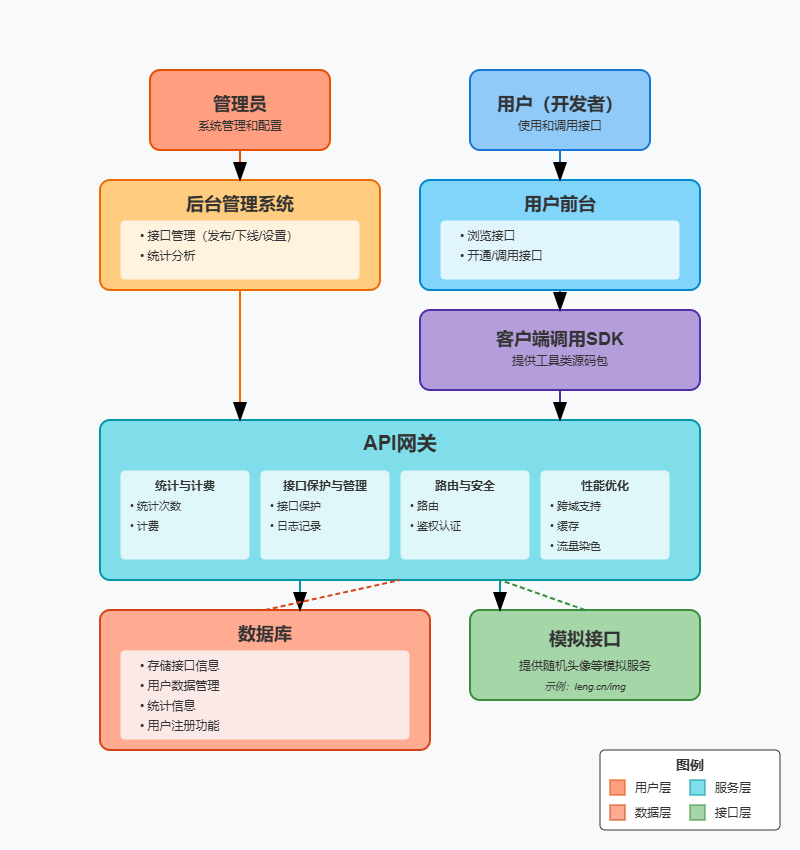 管理员
系统管理和配置
用户（开发者）
使用和调用接口
后台管理系统
• 接口管理（发布/下线/设置）
• 统计分析
用户前台
• 浏览接口
• 开通/调用接口
客户端调用SDK
提供工具类源码包
API网关
统计与计费
• 统计次数
• 计费
接口保护与管理
• 接口保护
• 日志记录
路由与安全
• 路由
• 鉴权认证
性能优化
• 跨域支持
• 缓存
• 流量染色
数据库
• 存储接口信息
• 用户数据管理
• 统计信息
• 用户注册功能
模拟接口
提供随机头像等模拟服务
示例：leng.cn/img
图例
用户层
服务层
数据层
接口层